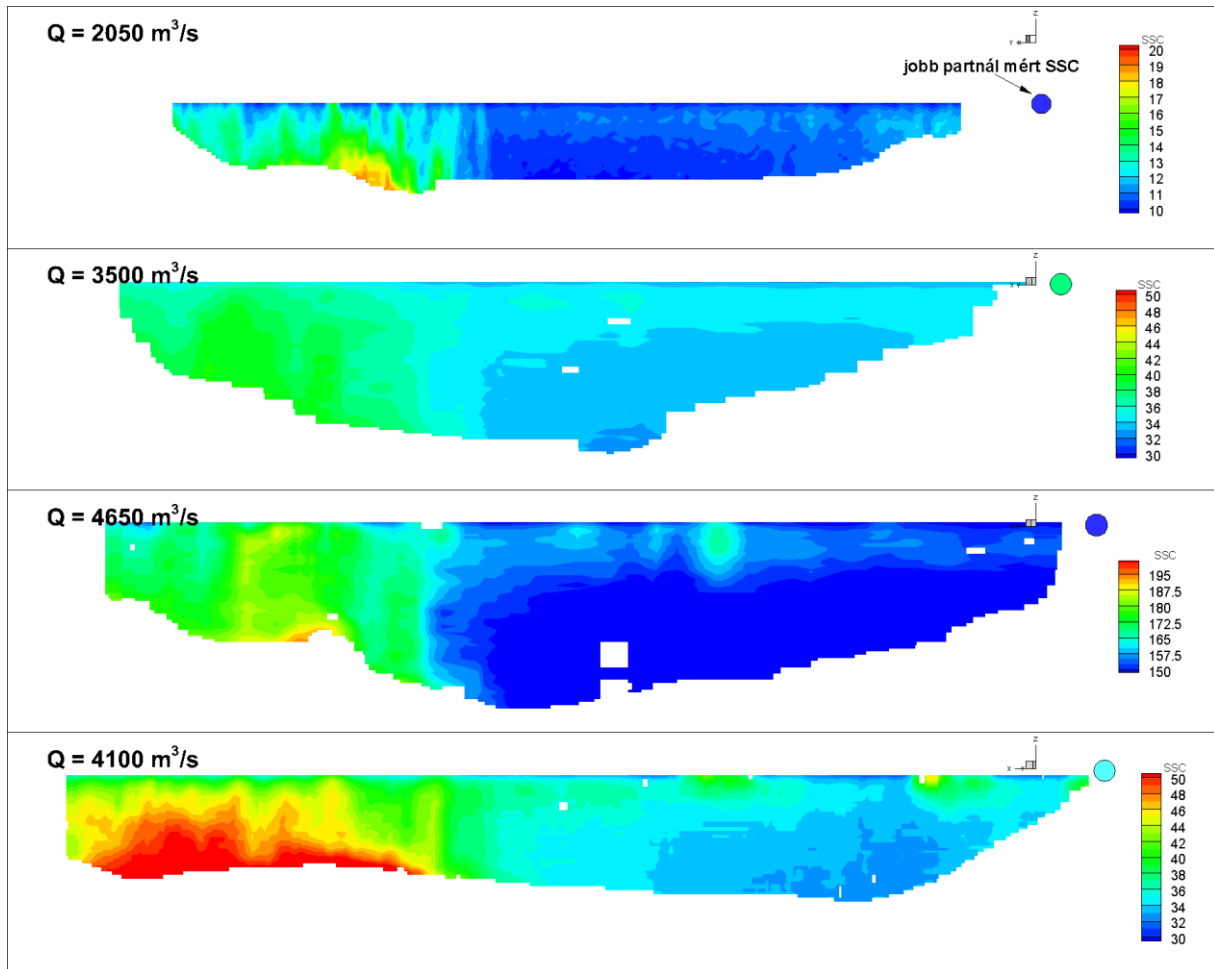 Q = 2050 m³/s
Z
Y
jobb partnál mért SSC
SSC
20
19
18
17
16
15
14
13
12
11
10
Q = 3500 m³/s
Z
X Y
SSC
50
48
46
44
42
40
38
36
34
32
30
Q = 4650 m³/s
Z
SSC
195
187.5
180
172.5
165
157.5
150
Q = 4100 m³/s
Z
X Y
SSC
50
48
46
44
42
40
38
36
34
32
30